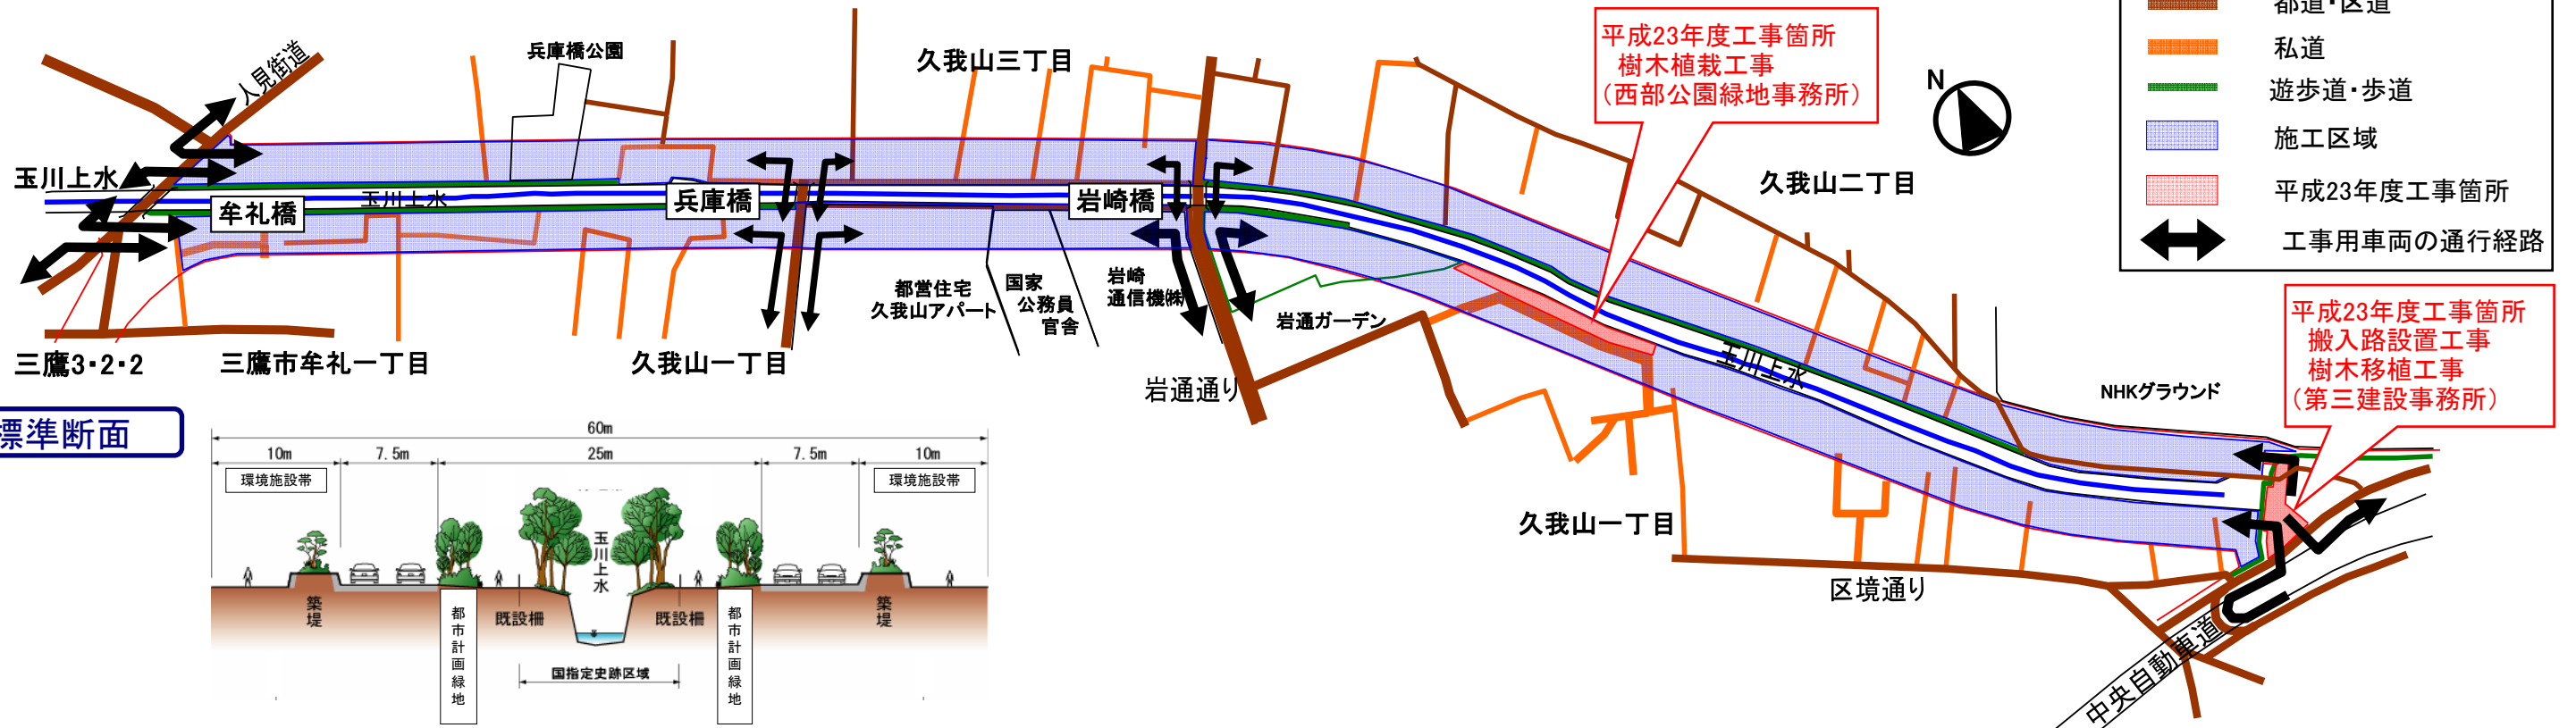 都道・区道
私道
遊歩道・歩道
施工区域
平成23年度工事箇所
工事用車両の通行経路
平成23年度工事箇所
樹木植栽工事
(西部公園緑地事務所)
N
人見街道
兵庫橋公園
久我山三丁目
久我山二丁目
玉川上水
玉川上水
牟礼橋
兵庫橋
岩崎橋
都営住宅
久我山アパート
国家
公務員
官舎
岩崎
通信機㈱
岩通ガーデン
三鷹3・2・2
三鷹市牟礼一丁目
久我山一丁目
岩通通り
玉川上水
NHKグラウンド
平成23年度工事箇所
搬入路設置工事
樹木移植工事
(第三建設事務所)
久我山一丁目
区境通り
中央自動車道
標準断面
60m
10m
7.5m
25m
7.5m
10m
環境施設帯
環境施設帯
玉川上水
築堤
都市計画緑地
既設柵
既設柵
都市計画緑地
築堤
国指定史跡区域